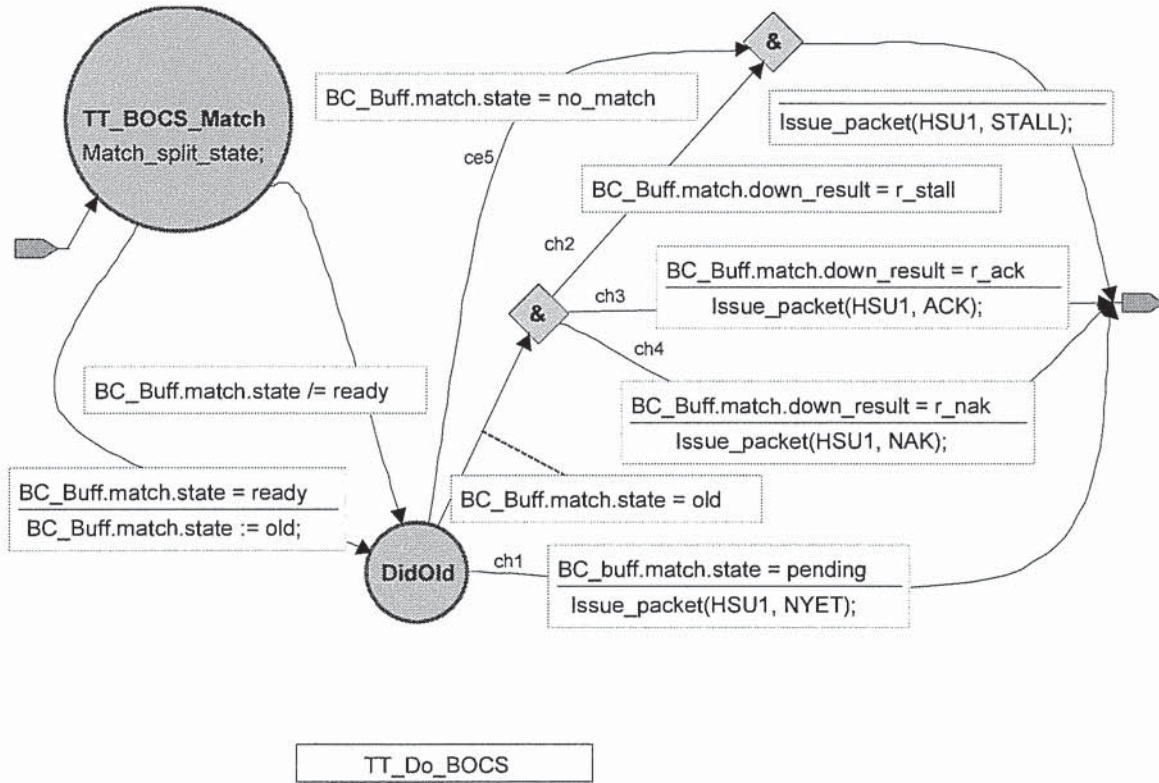 &
BC_Buff.match.state = no_match
TT_BOCS_Match
Match_split_state;
Issue_packet(HSU1, STALL);
ce5
BC_Buff.match.down_result = r_stall
ch2
BC_Buff.match.down_result = r_ack
Issue_packet(HSU1, ACK);
ch3
&
ch4
BC_Buff.match.state /= ready
BC_Buff.match.down_result = r_nak
Issue_packet(HSU1, NAK);
BC_Buff.match.state = ready
BC_Buff.match.state := old;
BC_Buff.match.state = old
DidOld
ch1
BC_buff.match.state = pending
Issue_packet(HSU1, NYET);
TT_Do_BOCS